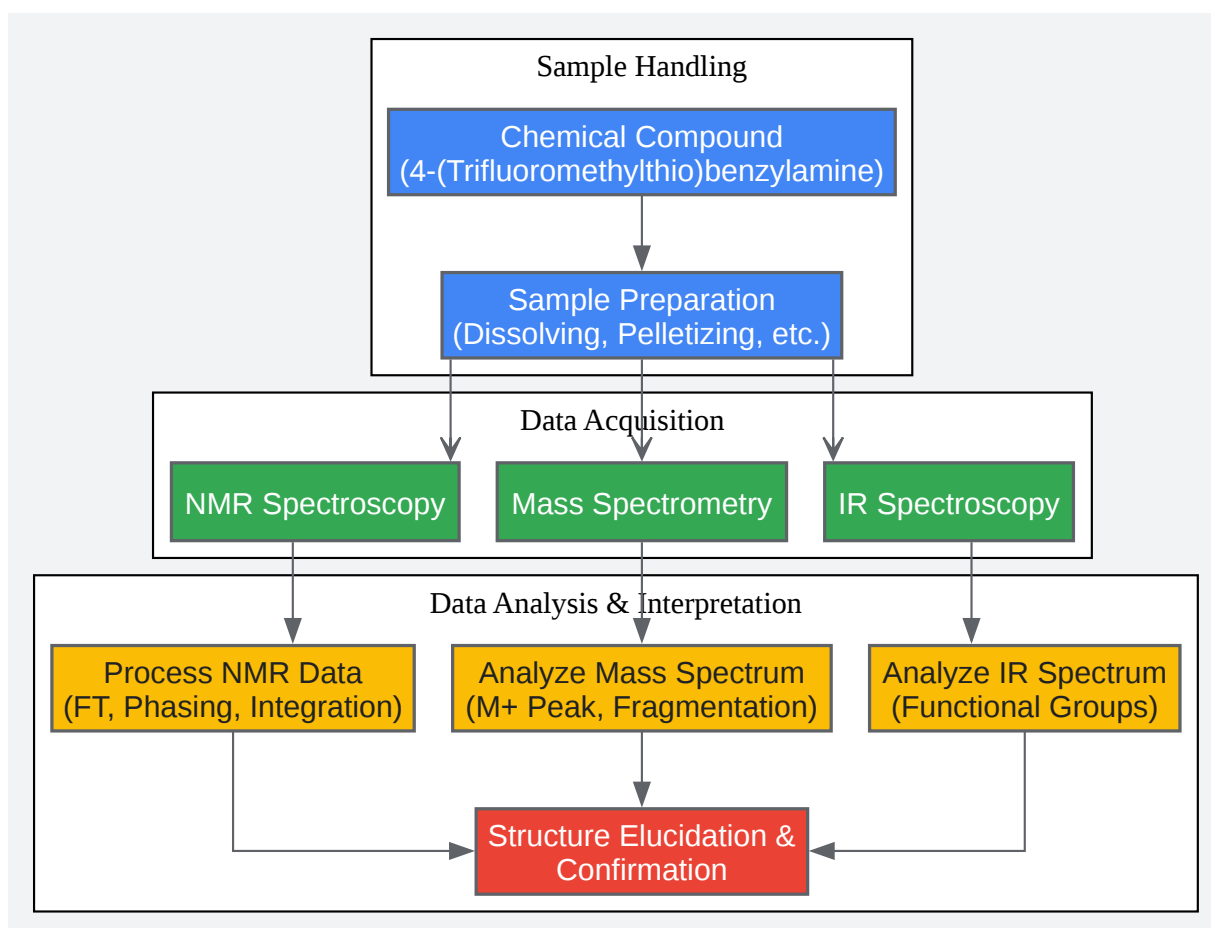 Sample Handling
Chemical Compound
(4-(Trifluoromethylthio)benzylamine)
Sample Preparation
(Dissolving, Pelletizing, etc.)
Data Acquisition
NMR Spectroscopy
Mass Spectrometry
IR Spectroscopy
Data Analysis & Interpretation
Process NMR Data
(FT, Phasing, Integration)
Analyze Mass Spectrum
(M+ Peak, Fragmentation)
Analyze IR Spectrum
(Functional Groups)
Structure Elucidation &
Confirmation